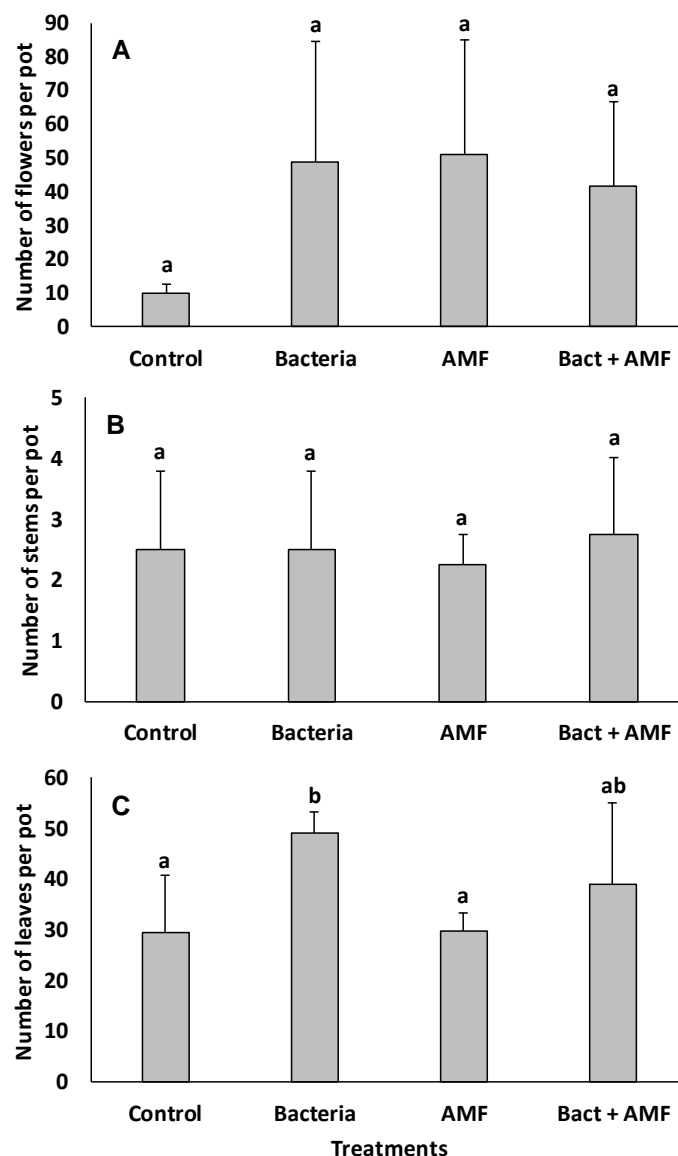 A
Number of flowers per pot
90
80
70
60
50
40
30
20
10
0
a
a
a
a
Control Bacteria AMF Bact + AMF
B
Number of stems per pot
5
4
3
2
1
0
a
a
a
a
Control Bacteria AMF Bact + AMF
C
Number of leaves per pot
60
50
40
30
20
10
0
a
b
a
ab
Control Bacteria AMF Bact + AMF
Treatments